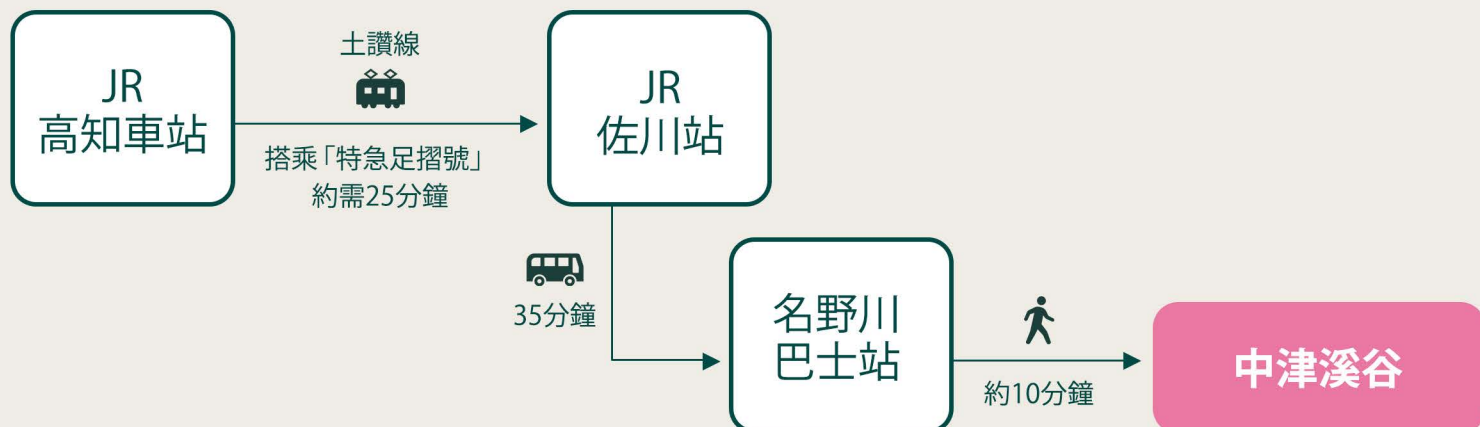 JR
高知車站
土讚線
搭乘「特急足摺號」
約需25分鐘
JR
佐川站
35分鐘
名野川
巴士站
約10分鐘
中津溪谷